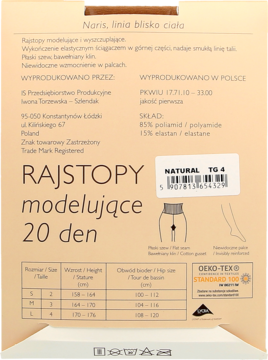 Naris, linia blisko ciała
Rajstopy modelujące i wyszczuplające.
Wykończenie elastycznym ściągaczem w górnej części, nadaje smukłą linię talii.
Płaski szew, bawełniany klin.
Niewidoczne wzmocnienie w palcach.
WYPRODUKOWANO PRZEZ:
JS Przedsiębiorstwo Produkcyjne
Iwona Torzewska – Szlendak
95-050 Konstantynów Łódzki
ul. Kilińskiego 67
Poland
Znak towarowy Zastrzeżony
Trade Mark Registered
WYPRODUKOWANO W POLSCE
PKWiU 17.71.10 – 33.00
jakość pierwsza
SKŁAD:
85% poliamid / polyamide
15% elastan / elastane
NATURAL TG 4
5 907813 654329
RAJSTOPY
modelujące
20 den
Płaski szew / Flat seam
Bawełniany klin / Cotton gusset
Niewidoczne palce
Rozmiar / Size / Taille
Wzrost / Height / Stature (cm)
Obwód bioder / Hip size / Tour de bassin (cm)
S 2 158 – 164 100 – 112
M 3 164 – 170 104 – 116
L 4 170 – 176 108 – 120
OEKO-TEX
STANDARD 100
LYCRA